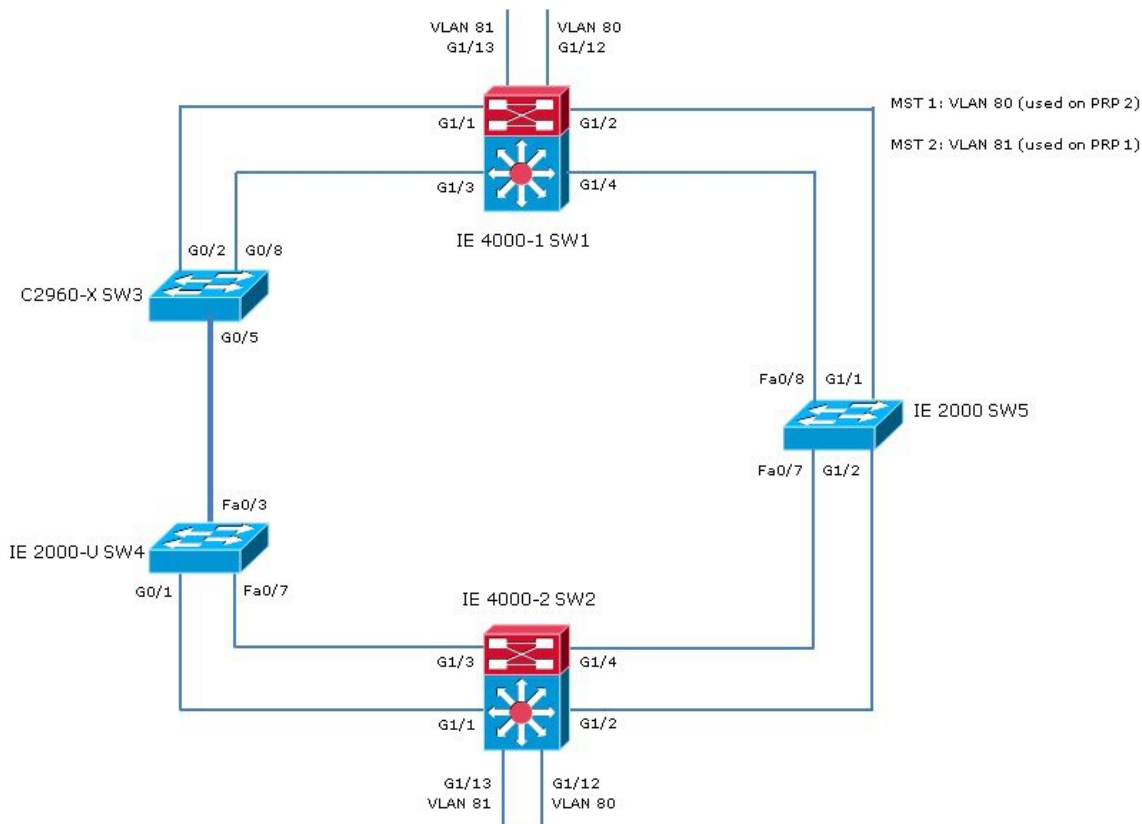 VLAN 81
G1/13
VLAN 80
G1/12
MST 1: VLAN 80 (used on PRP 2)
MST 2: VLAN 81 (used on PRP 1)
G1/1
G1/2
G1/3
G1/4
IE 4000-1 SW1
G0/2
G0/8
C2960-X SW3
G0/5
Fa0/8
G1/1
IE 2000 SW5
Fa0/7
G1/2
Fa0/3
IE 2000-U SW4
G0/1
Fa0/7
IE 4000-2 SW2
G1/3
G1/4
G1/1
G1/2
G1/13
VLAN 81
G1/12
VLAN 80